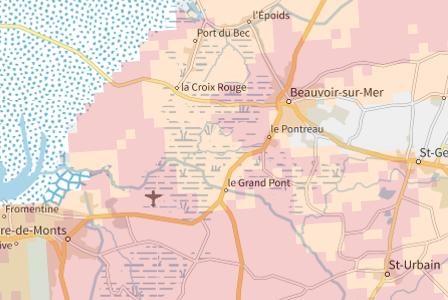 l'Époids
Port du Bec
la Croix Rouge
Beauvoir-sur-Mer
le Pontreau
St-Ge
le Grand Pont
Fromentine
re-de-Monts
ive
St-Urbain